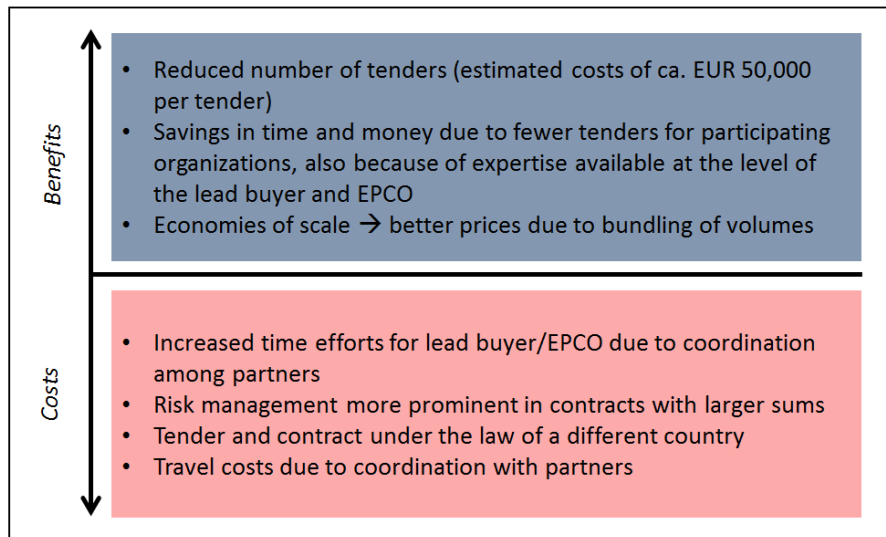 Benefits
• Reduced number of tenders (estimated costs of ca. EUR 50,000
per tender)
• Savings in time and money due to fewer tenders for participating
organizations, also because of expertise available at the level of
the lead buyer and EPCO
• Economies of scale → better prices due to bundling of volumes
Costs
• Increased time efforts for lead buyer/EPCO due to coordination
among partners
• Risk management more prominent in contracts with larger sums
• Tender and contract under the law of a different country
• Travel costs due to coordination with partners